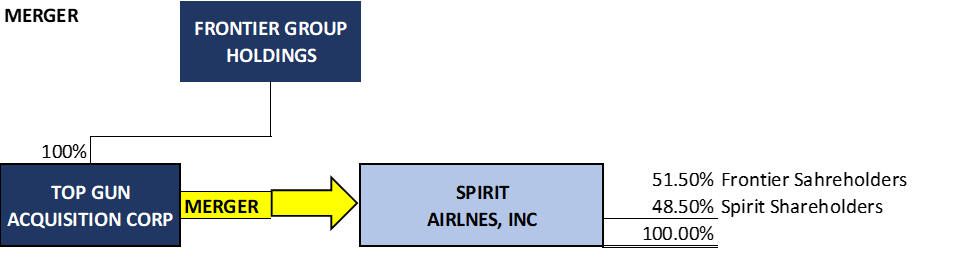 MERGER
FRONTIER GROUP
HOLDINGS
100%
TOP GUN
ACQUISITION CORP
MERGER
SPIRIT
AIRLNES, INC
51.50% Frontier Sahreholders
48.50% Spirit Shareholders
100.00%